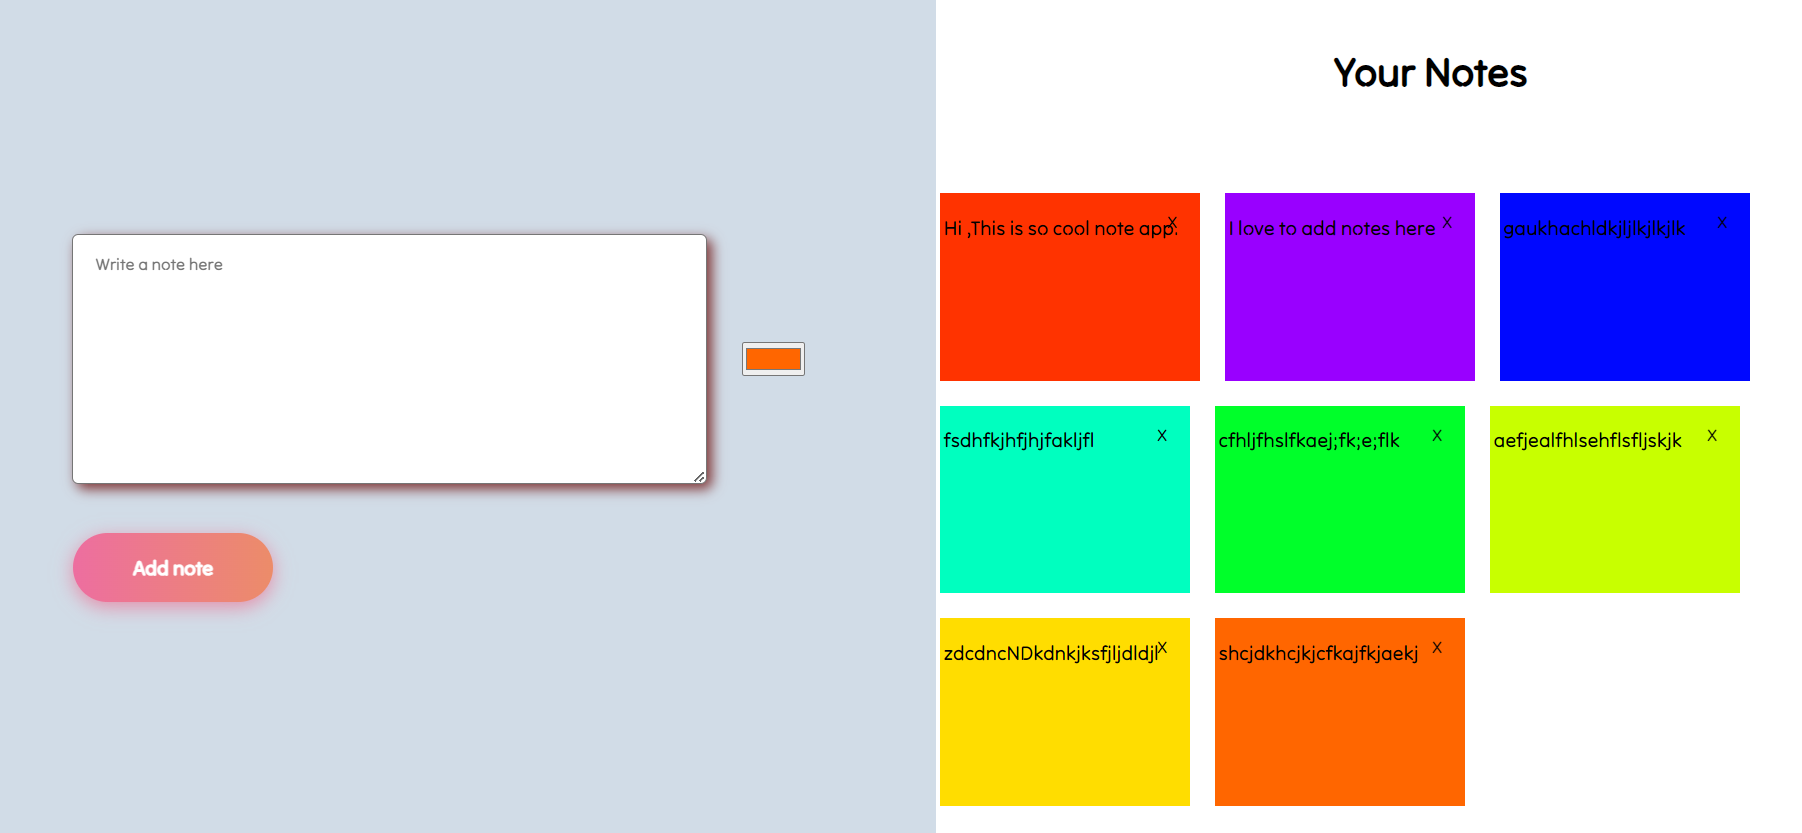 Your Notes
Write a note here
Add note
Hi ,This is so cool note app. X
I love to add notes here X
gaukhachldkjljlkjlkjlk X
fsdhfkjhfjhjfakljfl X
cfhljfhslfkaej;fk;e;flk X
aefjealfhlsehflsfljskjk X
zdcdncNDkdnkjksfjljdldjl X
shcjdkhcjkjcfkajfkjaekj X